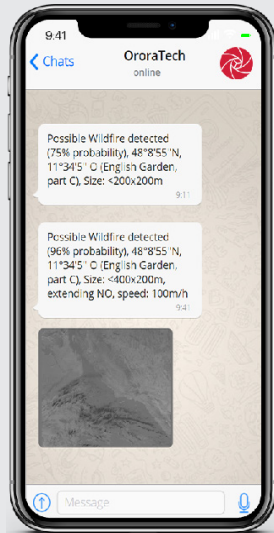 9:41
Chats
OroraTech
online
Possible Wildfire detected
(75% probability), 48°8'55"N,
11°34'5" O (English Garden,
part C), Size: <200x200m
9:11
Possible Wildfire detected
(96% probability), 48°8'55"N,
11°34'5" O (English Garden,
part C), Size: <400x200m,
extending NO, speed: 100m/h
9:41
Message